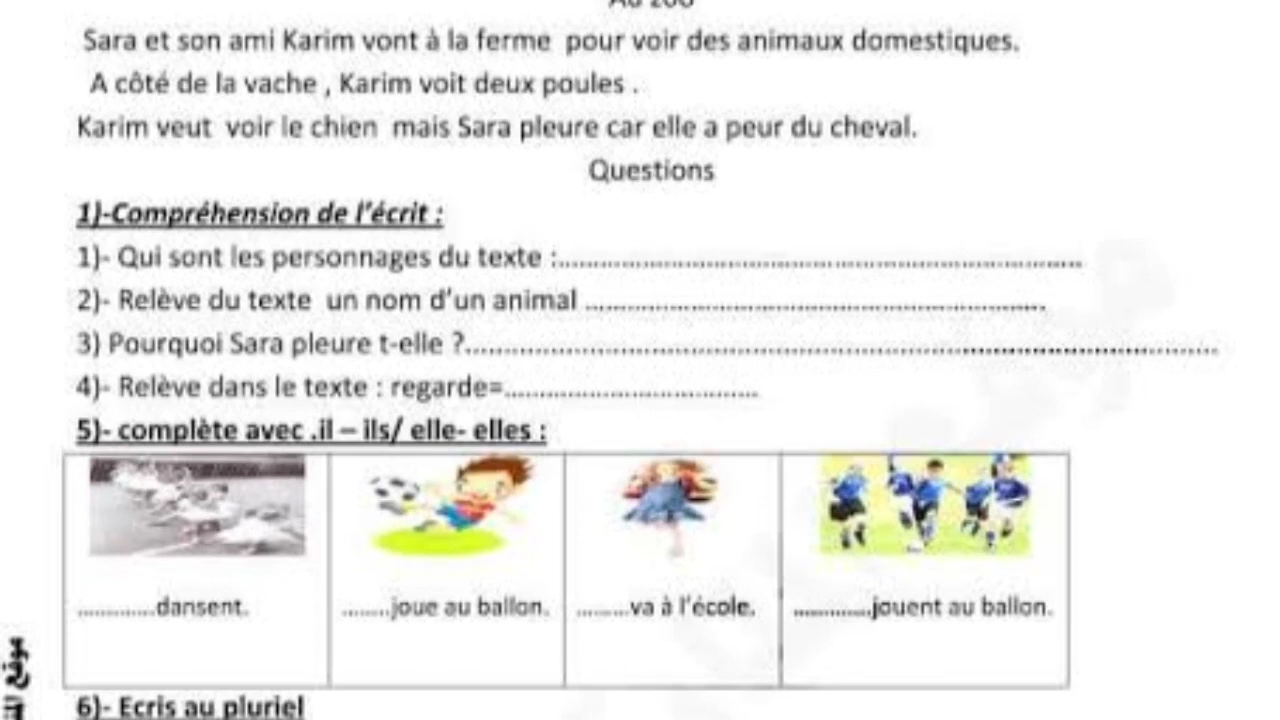 Au zoo
Sara et son ami Karim vont à la ferme pour voir des animaux domestiques.
A côté de la vache , Karim voit deux poules .
Karim veut voir le chien mais Sara pleure car elle a peur du cheval.
Questions
1)-Compréhension de l'écrit :
1)- Qui sont les personnages du texte :..........................................................................
2)- Relève du texte un nom d'un animal .................................................................
3) Pourquoi Sara pleure t-elle ?..........................................................................................................
4)- Relève dans le texte : regarde=....................................
5)- complète avec .il – ils/ elle- elles :
............dansent. ........joue au ballon. ........va à l'école. ............jouent au ballon.
6)- Ecris au pluriel
موقع